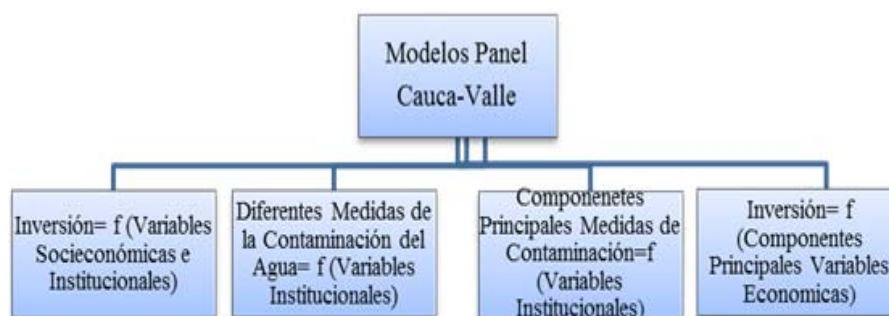 Modelos Panel
Cauca-Valle
Inversión= f (Variables
Socieconómicas e
Institucionales)
Diferentes Medidas de
la Contaminación del
Agua= f (Variables
Institucionales)
Componenetes
Principales Medidas de
Contaminación=f
(Variables
Institucionales)
Inversión= f
(Componentes
Principales Variables
Economicas)